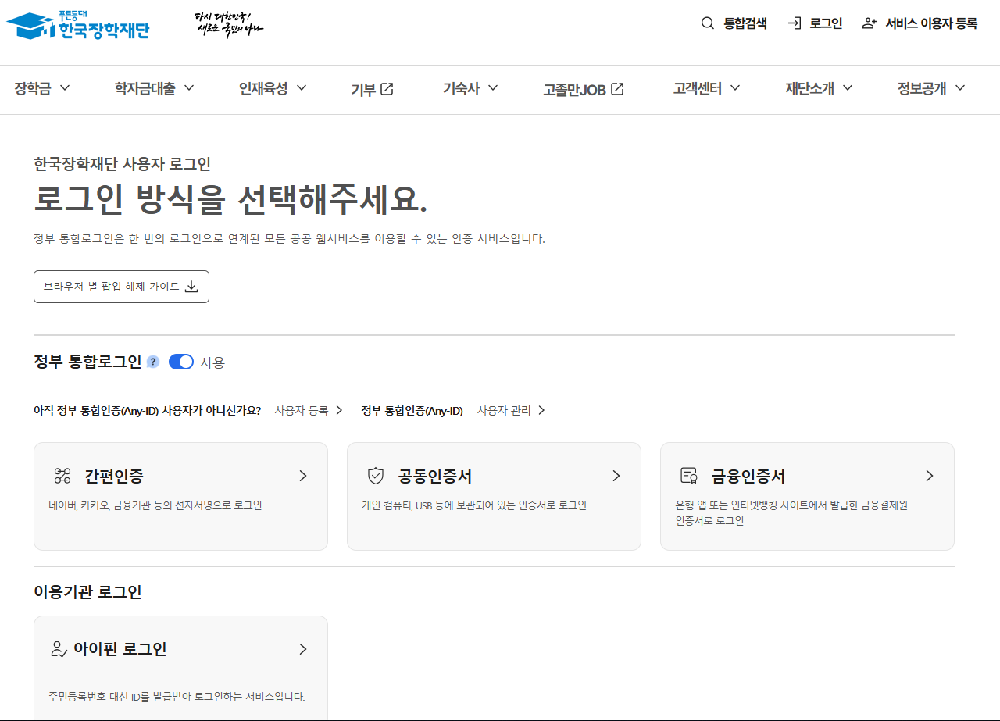 푸른등대
한국장학재단
다시 대한민국!
새로운 국민의 나라
통합검색 로그인 서비스 이용자 등록
장학금 학자금대출 인재육성 기부 기숙사 고졸만JOB 고객센터 재단소개 정보공개
한국장학재단 사용자 로그인
로그인 방식을 선택해주세요.
정부 통합로그인은 한 번의 로그인으로 연계된 모든 공공 웹서비스를 이용할 수 있는 인증 서비스입니다.
브라우저 별 팝업 해제 가이드
정부 통합로그인 ? 사용
아직 정부 통합인증(Any-ID) 사용자가 아니신가요? 사용자 등록 정부 통합인증(Any-ID) 사용자 관리
간편인증
네이버, 카카오, 금융기관 등의 전자서명으로 로그인
공동인증서
개인 컴퓨터, USB 등에 보관되어 있는 인증서로 로그인
금융인증서
은행 앱 또는 인터넷뱅킹 사이트에서 발급한 금융결제원
인증서로 로그인
이용기관 로그인
아이핀 로그인
주민등록번호 대신 ID를 발급받아 로그인하는 서비스입니다.